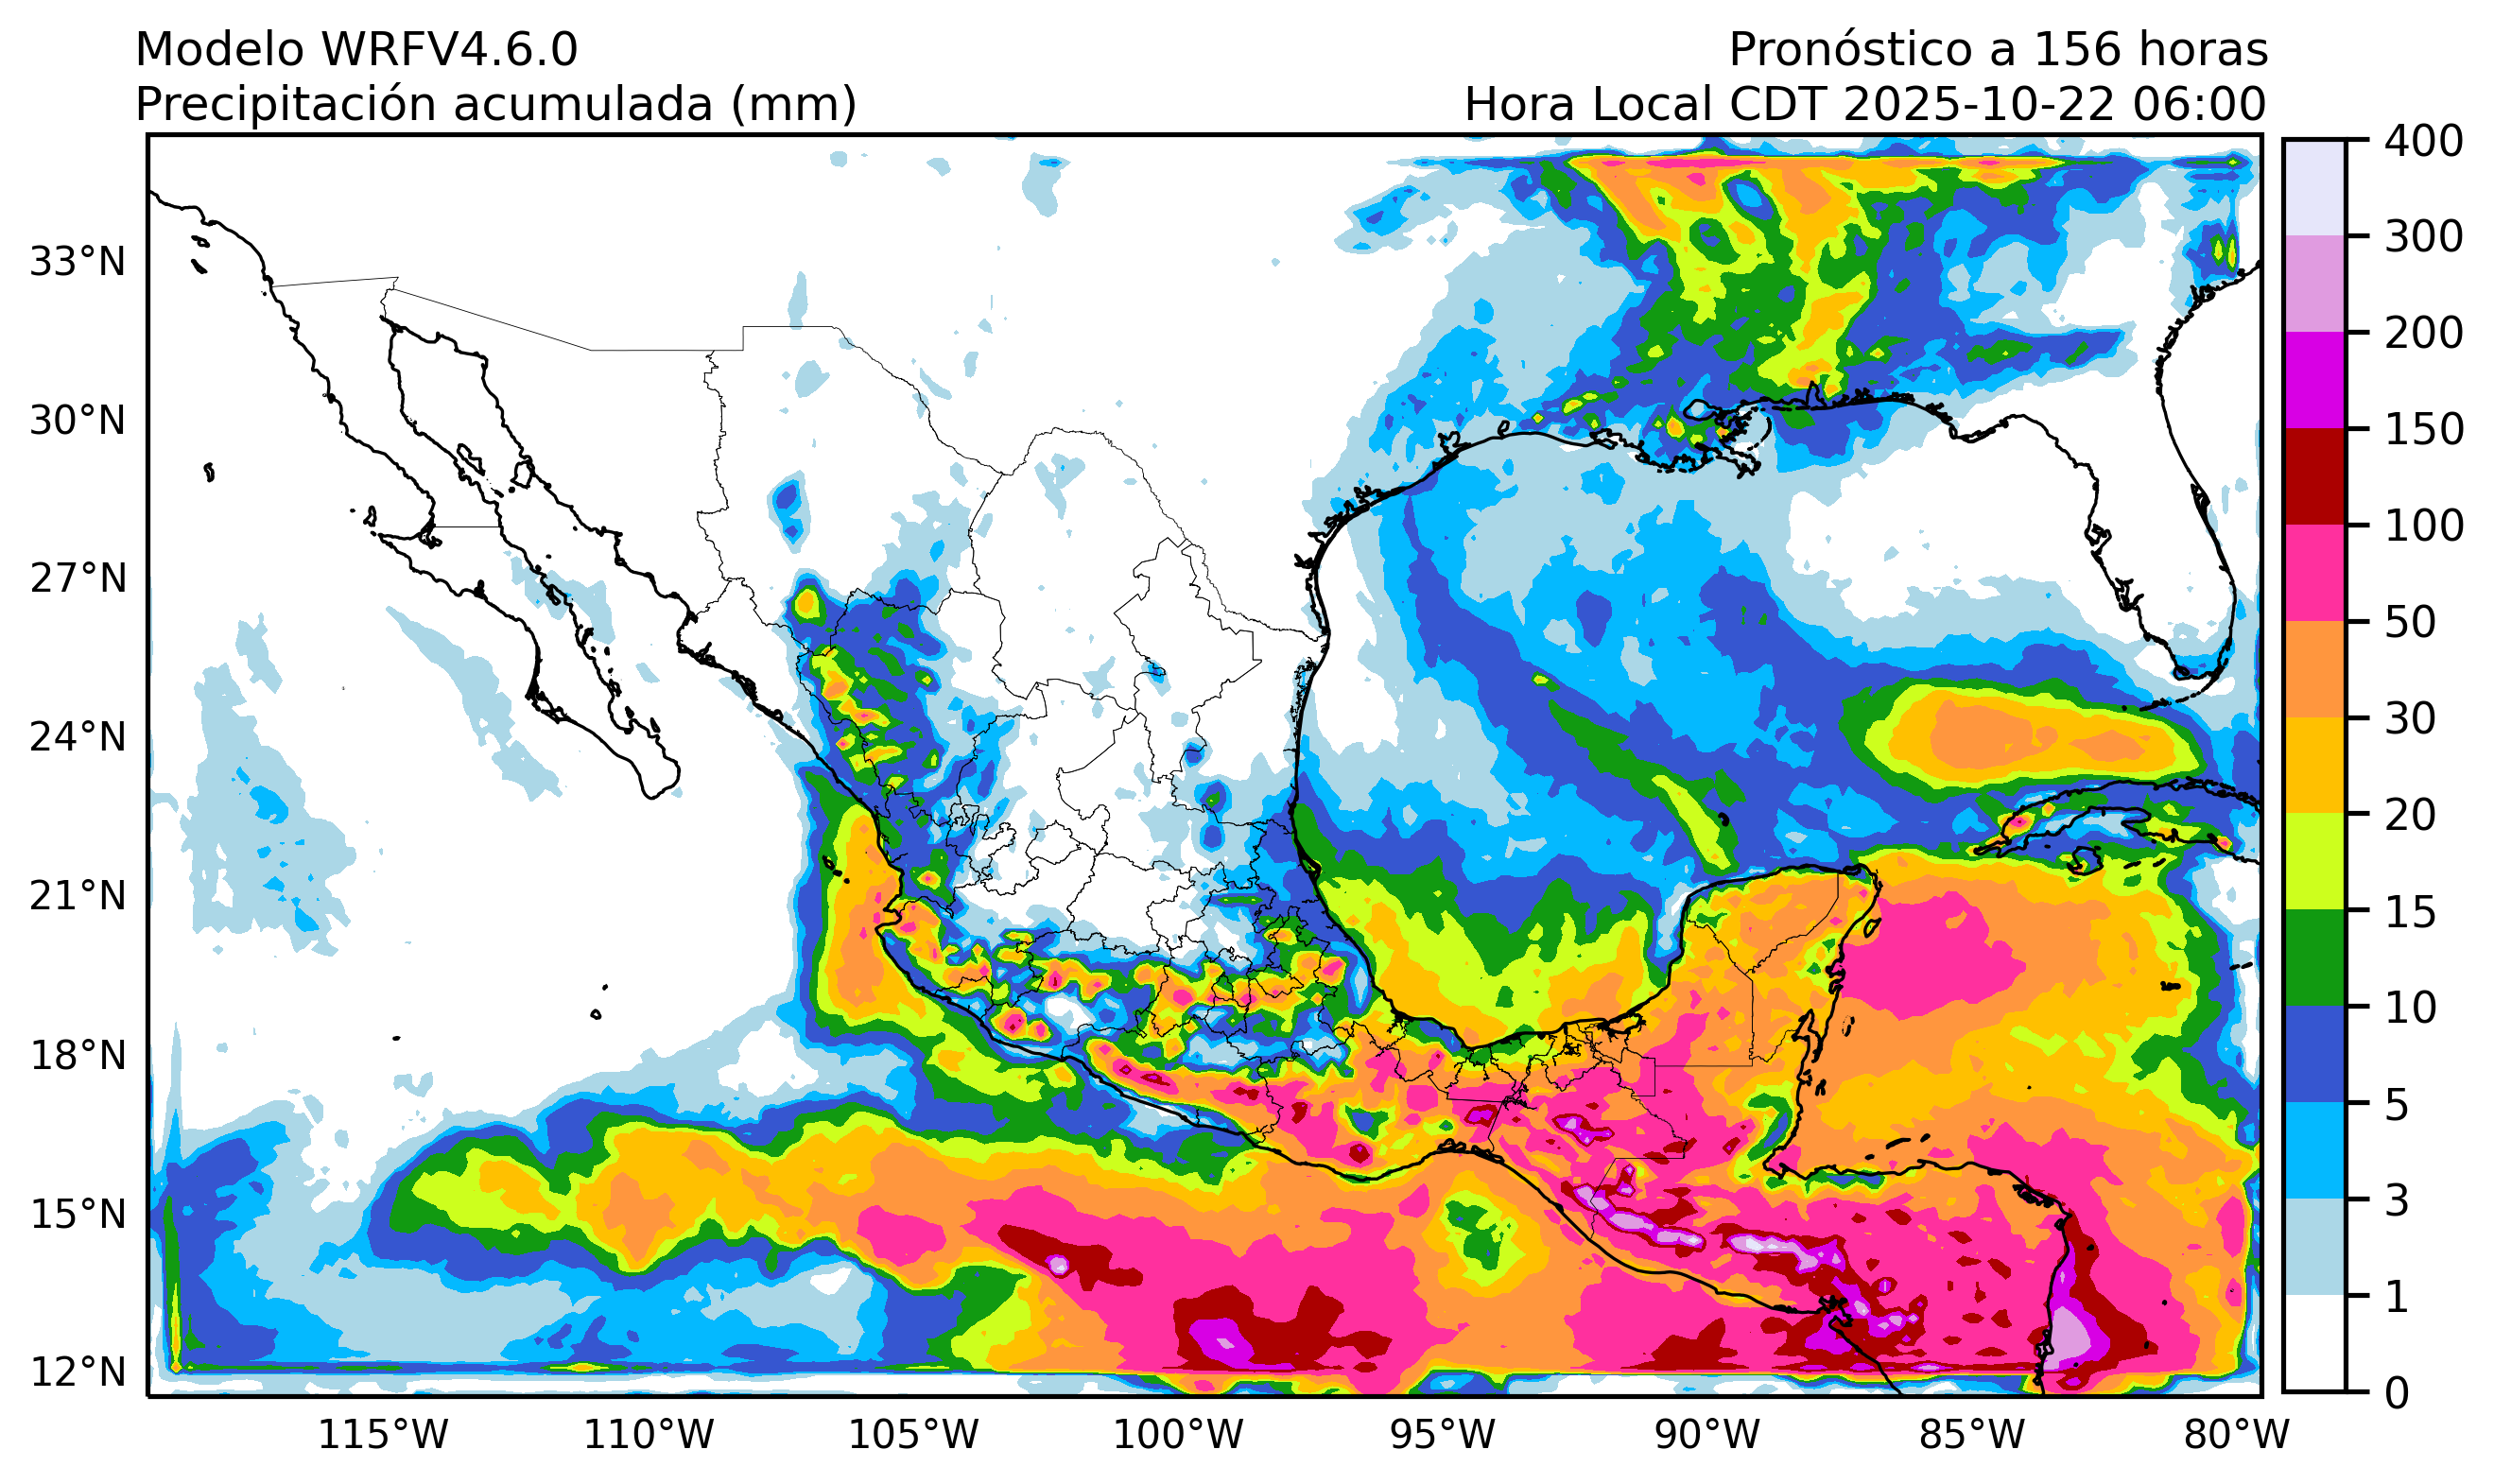 Modelo WRFV4.6.0
Pronóstico a 156 horas
Precipitación acumulada (mm)
Hora Local CDT 2025-10-22 06:00
33°N
30°N
27°N
24°N
21°N
18°N
15°N
12°N
115°W
110°W
105°W
100°W
95°W
90°W
85°W
80°W
400
300
200
150
100
50
30
20
15
10
5
3
1
0